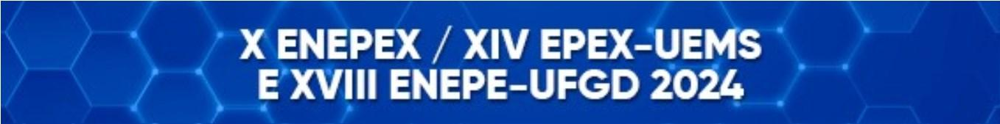 X ENEPEX / XIV EPEX-UEMS
E XVIII ENEPE-UFGD 2024